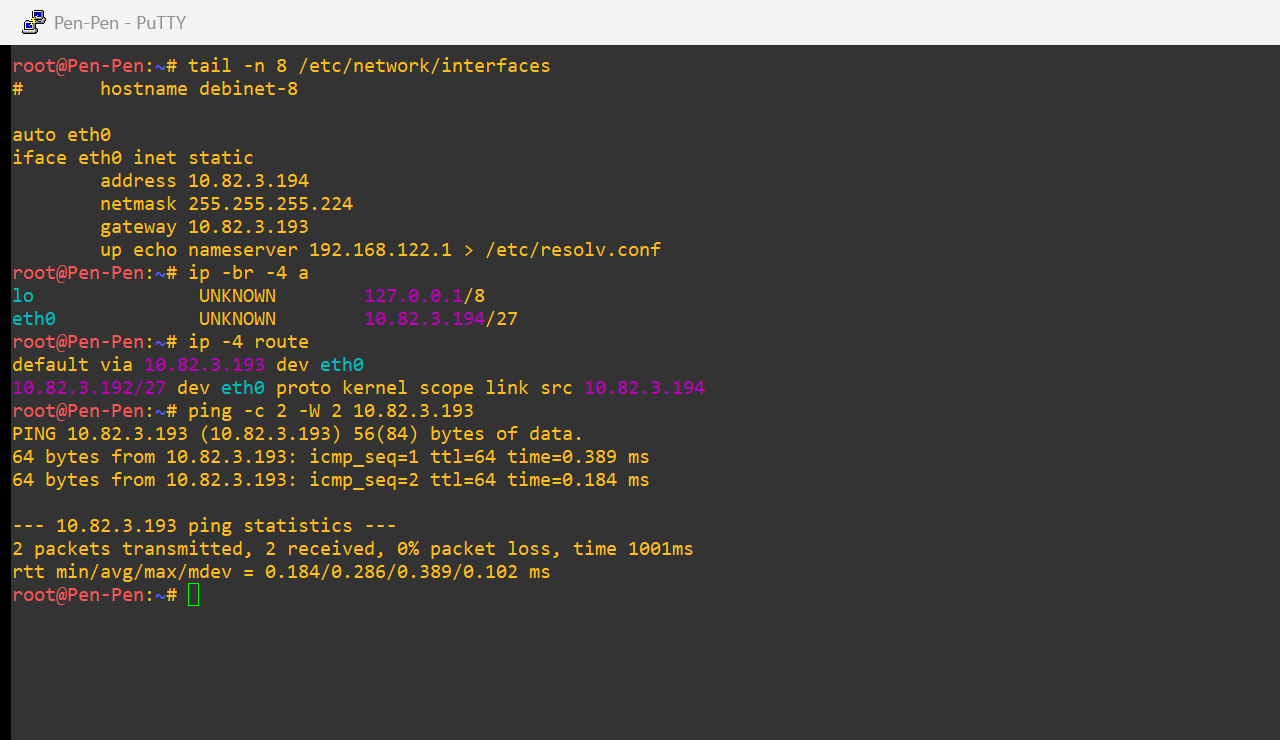 Pen-Pen - PuTTY
root@Pen-Pen:~# tail -n 8 /etc/network/interfaces
#       hostname debinet-8

auto eth0
iface eth0 inet static
        address 10.82.3.194
        netmask 255.255.255.224
        gateway 10.82.3.193
        up echo nameserver 192.168.122.1 > /etc/resolv.conf
root@Pen-Pen:~# ip -br -4 a
lo               UNKNOWN        127.0.0.1/8
eth0             UNKNOWN        10.82.3.194/27
root@Pen-Pen:~# ip -4 route
default via 10.82.3.193 dev eth0
10.82.3.192/27 dev eth0 proto kernel scope link src 10.82.3.194
root@Pen-Pen:~# ping -c 2 -W 2 10.82.3.193
PING 10.82.3.193 (10.82.3.193) 56(84) bytes of data.
64 bytes from 10.82.3.193: icmp_seq=1 ttl=64 time=0.389 ms
64 bytes from 10.82.3.193: icmp_seq=2 ttl=64 time=0.184 ms

--- 10.82.3.193 ping statistics ---
2 packets transmitted, 2 received, 0% packet loss, time 1001ms
rtt min/avg/max/mdev = 0.184/0.286/0.389/0.102 ms
root@Pen-Pen:~#